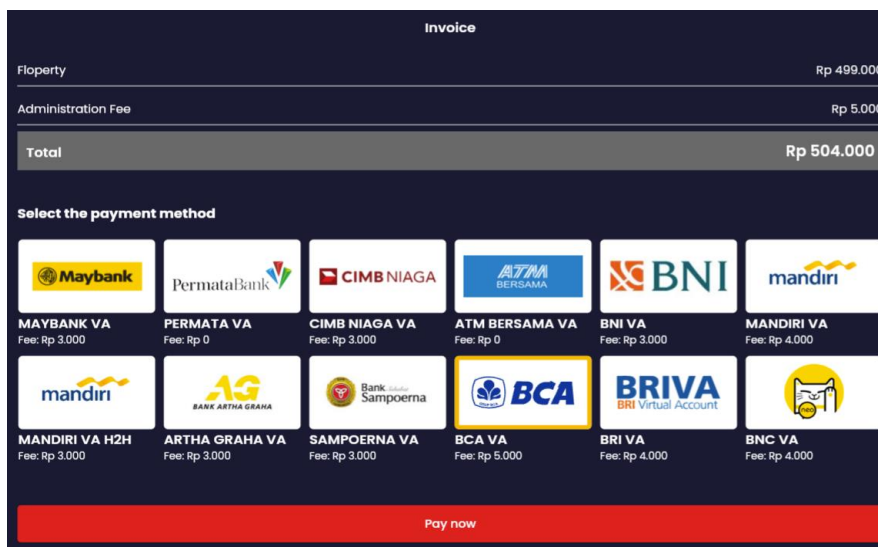 Invoice
Floperty Rp 499.000
Administration Fee Rp 5.000
Total Rp 504.000
Select the payment method
Maybank PermataBank CIMB NIAGA ATM BERSAMA BNI mandiri
MAYBANK VA PERMATA VA CIMB NIAGA VA ATM BERSAMA VA BNI VA MANDIRI VA
Fee: Rp 3.000 Fee: Rp 0 Fee: Rp 3.000 Fee: Rp 0 Fee: Rp 3.000 Fee: Rp 4.000
mandiri AG BANK ARTHA GRAHA Bank Sampoerna BCA BRIVA BRI Virtual Account neo
MANDIRI VA H2H ARTHA GRAHA VA SAMPOERNA VA BCA VA BRI VA BNC VA
Fee: Rp 3.000 Fee: Rp 3.000 Fee: Rp 3.000 Fee: Rp 5.000 Fee: Rp 4.000 Fee: Rp 4.000
Pay now